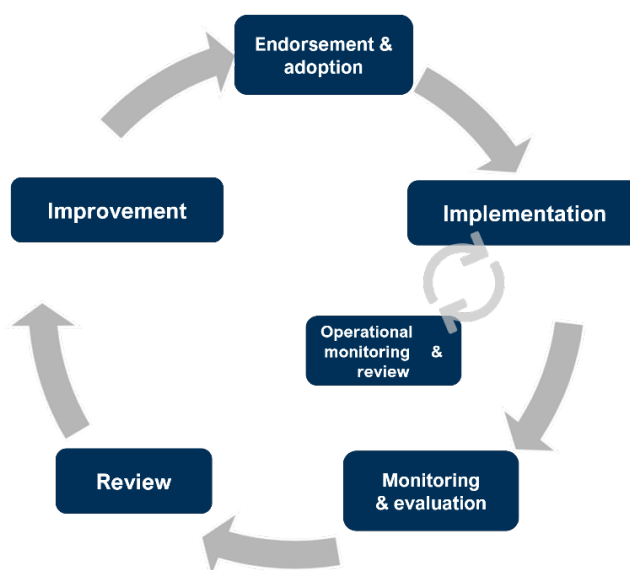 Endorsement &
adoption
Improvement
Implementation
Operational
monitoring &
review
Review
Monitoring
& evaluation